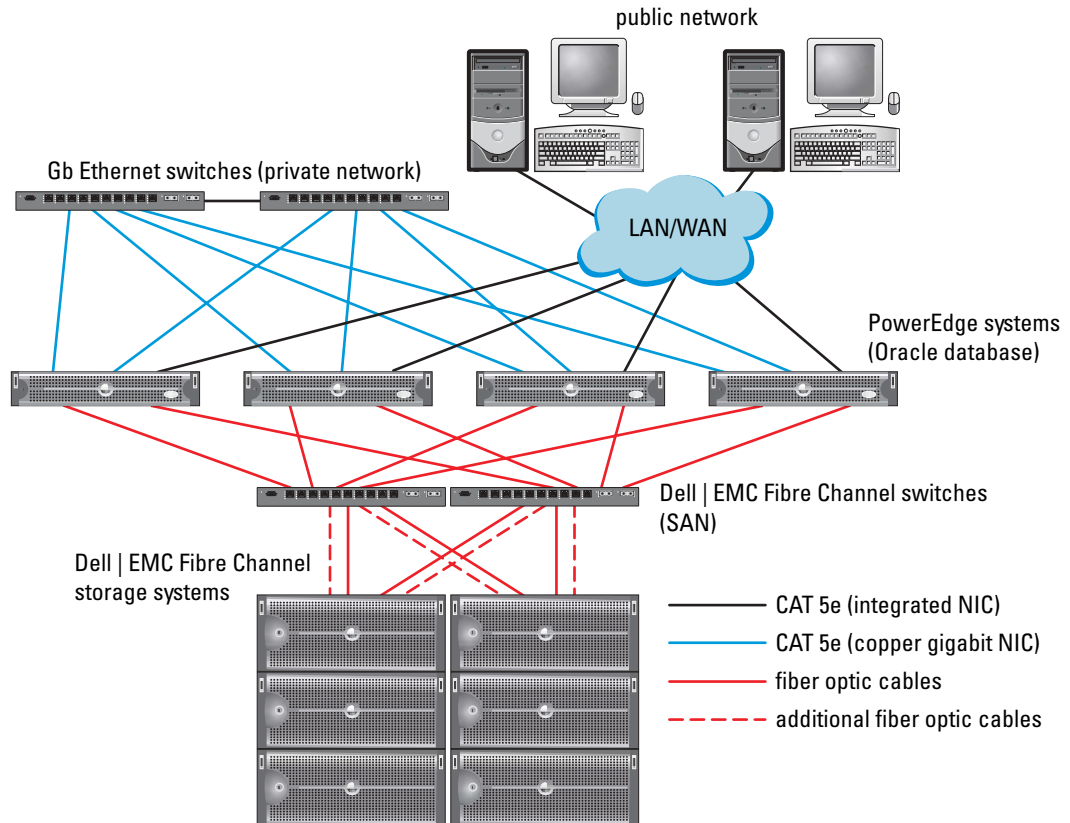 public network
Gb Ethernet switches (private network)
LAN/WAN
PowerEdge systems
(Oracle database)
Dell | EMC Fibre Channel switches
(SAN)
Dell | EMC Fibre Channel
storage systems
CAT 5e (integrated NIC)
CAT 5e (copper gigabit NIC)
fiber optic cables
additional fiber optic cables